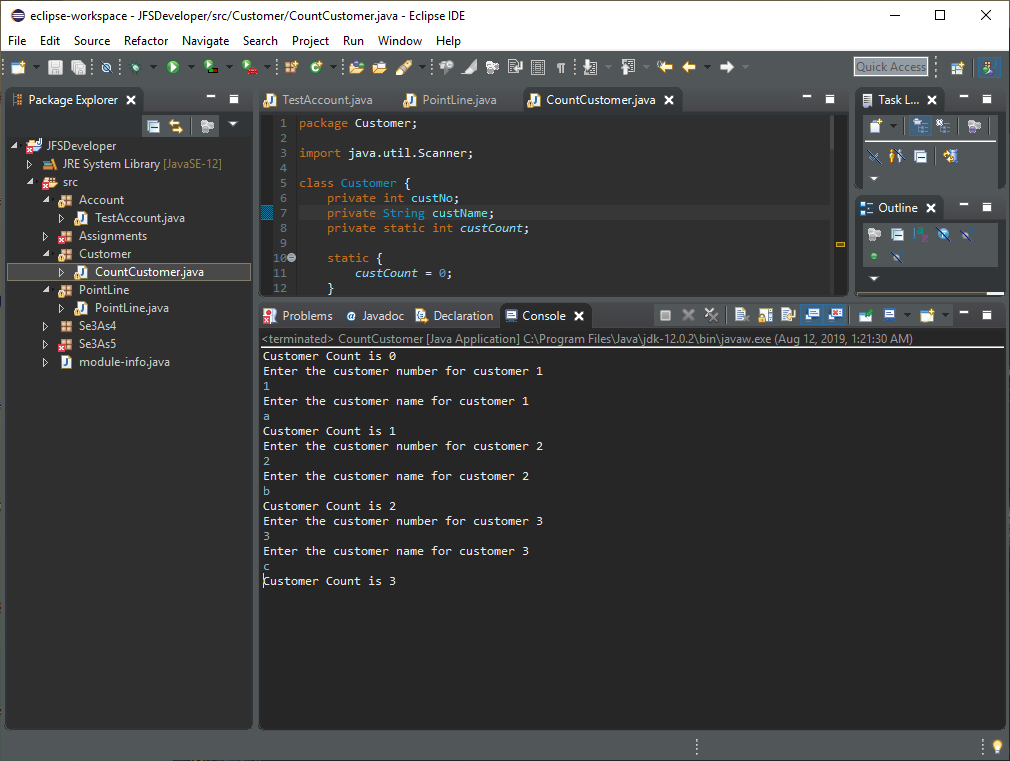 eclipse-workspace - JFSDeveloper/src/Customer/CountCustomer.java - Eclipse IDE
File Edit Source Refactor Navigate Search Project Run Window Help
Quick Access
Package Explorer
JFSDeveloper
JRE System Library [JavaSE-12]
src
Account
TestAccount.java
Assignments
Customer
CountCustomer.java
PointLine
PointLine.java
Se3As4
Se3As5
module-info.java
TestAccount.java PointLine.java CountCustomer.java
1 package Customer;
2
3 import java.util.Scanner;
4
5 class Customer {
6 private int custNo;
7 private String custName;
8 private static int custCount;
9
10 static {
11 custCount = 0;
12 }
Task L...
Outline
Problems Javadoc Declaration Console
<terminated> CountCustomer [Java Application] C:\Program Files\Java\jdk-12.0.2\bin\javaw.exe (Aug 12, 2019, 1:21:30 AM)
Customer Count is 0
Enter the customer number for customer 1
1
Enter the customer name for customer 1
a
Customer Count is 1
Enter the customer number for customer 2
2
Enter the customer name for customer 2
b
Customer Count is 2
Enter the customer number for customer 3
3
Enter the customer name for customer 3
c
Customer Count is 3